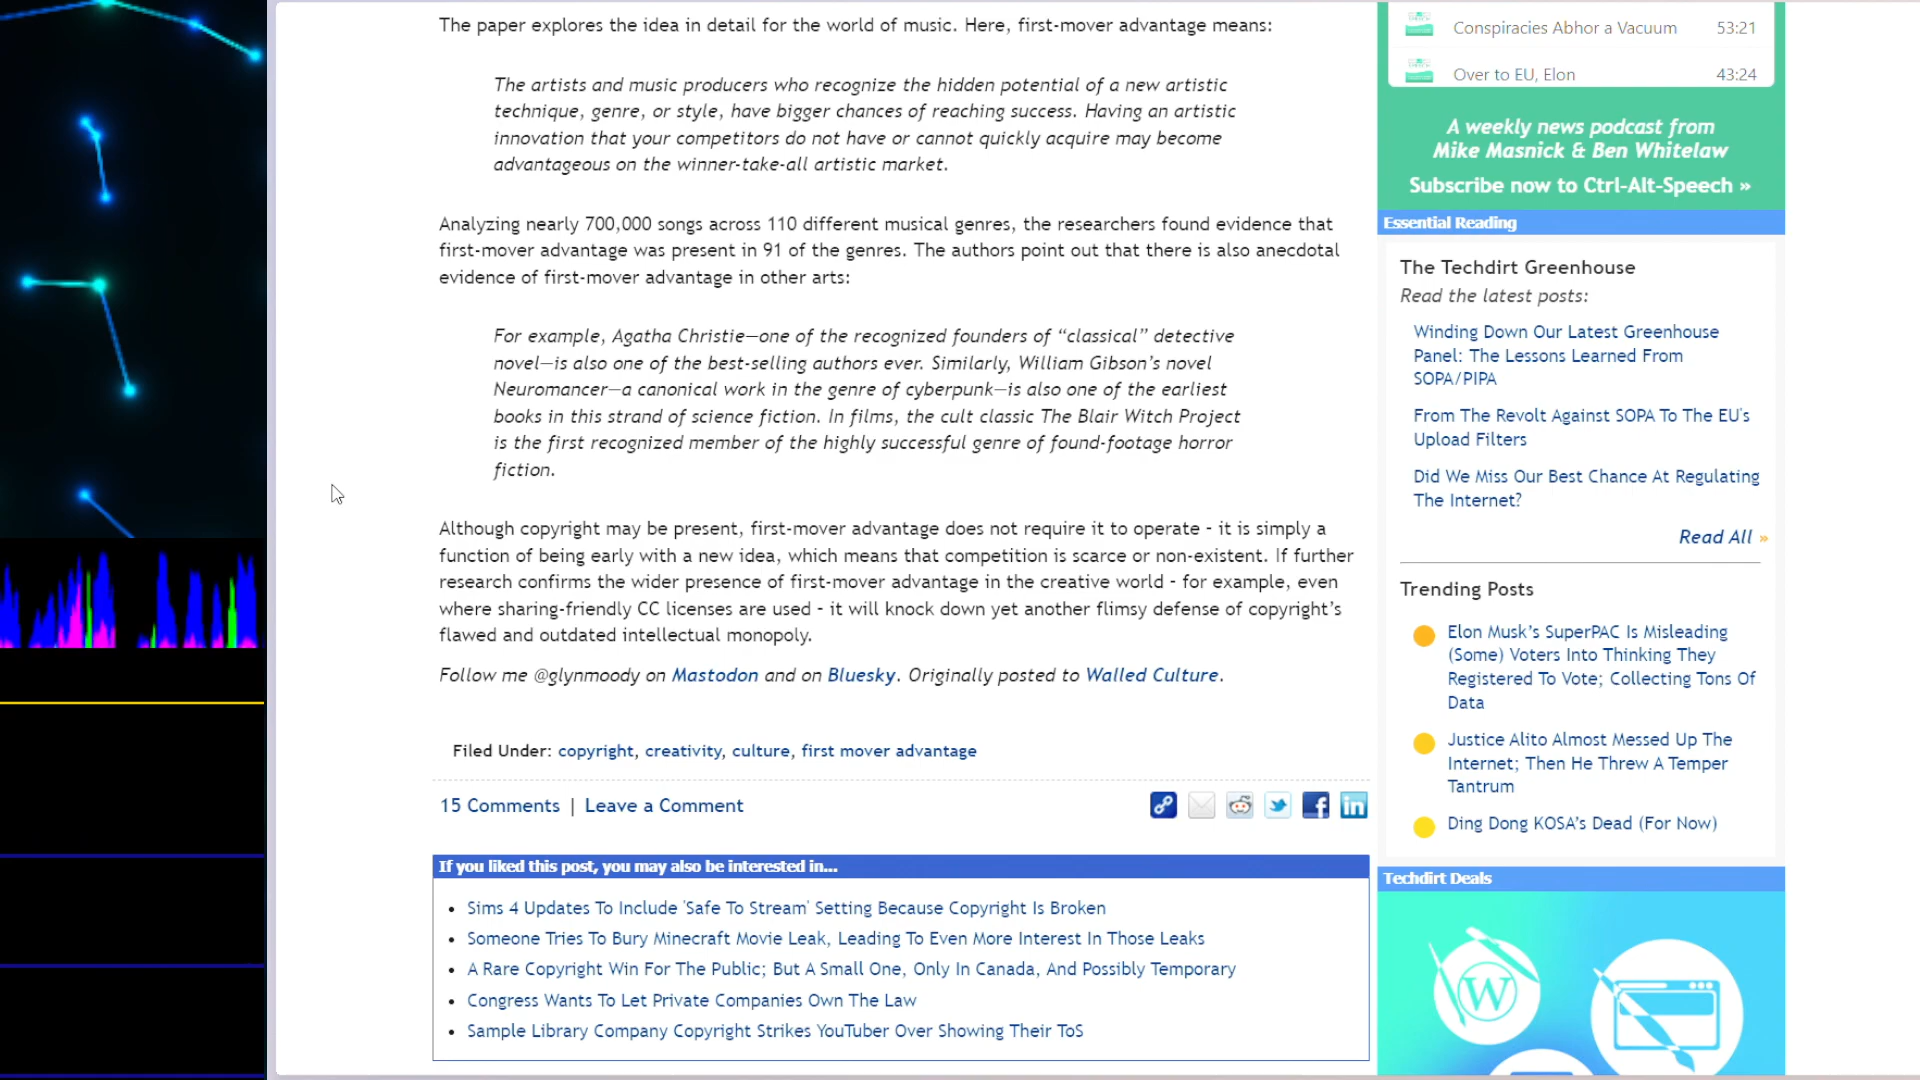 The paper explores the idea in detail for the world of music. Here, first-mover advantage means:
The artists and music producers who recognize the hidden potential of a new artistic
technique, genre, or style, have bigger chances of reaching success. Having an artistic
innovation that your competitors do not have or cannot quickly acquire may become
advantageous on the winner-take-all artistic market.
Analyzing nearly 700,000 songs across 110 different musical genres, the researchers found evidence that
first-mover advantage was present in 91 of the genres. The authors point out that there is also anecdotal
evidence of first-mover advantage in other arts:
For example, Agatha Christie—one of the recognized founders of “classical” detective
novel—is also one of the best-selling authors ever. Similarly, William Gibson’s novel
Neuromancer—a canonical work in the genre of cyberpunk—is also one of the earliest
books in this strand of science fiction. In films, the cult classic The Blair Witch Project
is the first recognized member of the highly successful genre of found-footage horror
fiction.
Although copyright may be present, first-mover advantage does not require it to operate – it is simply a
function of being early with a new idea, which means that competition is scarce or non-existent. If further
research confirms the wider presence of first-mover advantage in the creative world – for example, even
where sharing-friendly CC licenses are used – it will knock down yet another flimsy defense of copyright’s
flawed and outdated intellectual monopoly.
Follow me @glynmoody on Mastodon and on Bluesky. Originally posted to Walled Culture.
Filed Under: copyright, creativity, culture, first mover advantage
15 Comments | Leave a Comment
If you liked this post, you may also be interested in...
• Sims 4 Updates To Include 'Safe To Stream' Setting Because Copyright Is Broken
• Someone Tries To Bury Minecraft Movie Leak, Leading To Even More Interest In Those Leaks
• A Rare Copyright Win For The Public; But A Small One, Only In Canada, And Possibly Temporary
• Congress Wants To Let Private Companies Own The Law
• Sample Library Company Copyright Strikes YouTuber Over Showing Their ToS
Conspiracies Abhor a Vacuum 53:21
Over to EU, Elon 43:24
A weekly news podcast from
Mike Masnick & Ben Whitelaw
Subscribe now to Ctrl-Alt-Speech »
Essential Reading
The Techdirt Greenhouse
Read the latest posts:
Winding Down Our Latest Greenhouse
Panel: The Lessons Learned From
SOPA/PIPA
From The Revolt Against SOPA To The EU's
Upload Filters
Did We Miss Our Best Chance At Regulating
The Internet?
Read All »
Trending Posts
Elon Musk’s SuperPAC Is Misleading
(Some) Voters Into Thinking They
Registered To Vote; Collecting Tons Of
Data
Justice Alito Almost Messed Up The
Internet; Then He Threw A Temper
Tantrum
Ding Dong KOSA’s Dead (For Now)
Techdirt Deals